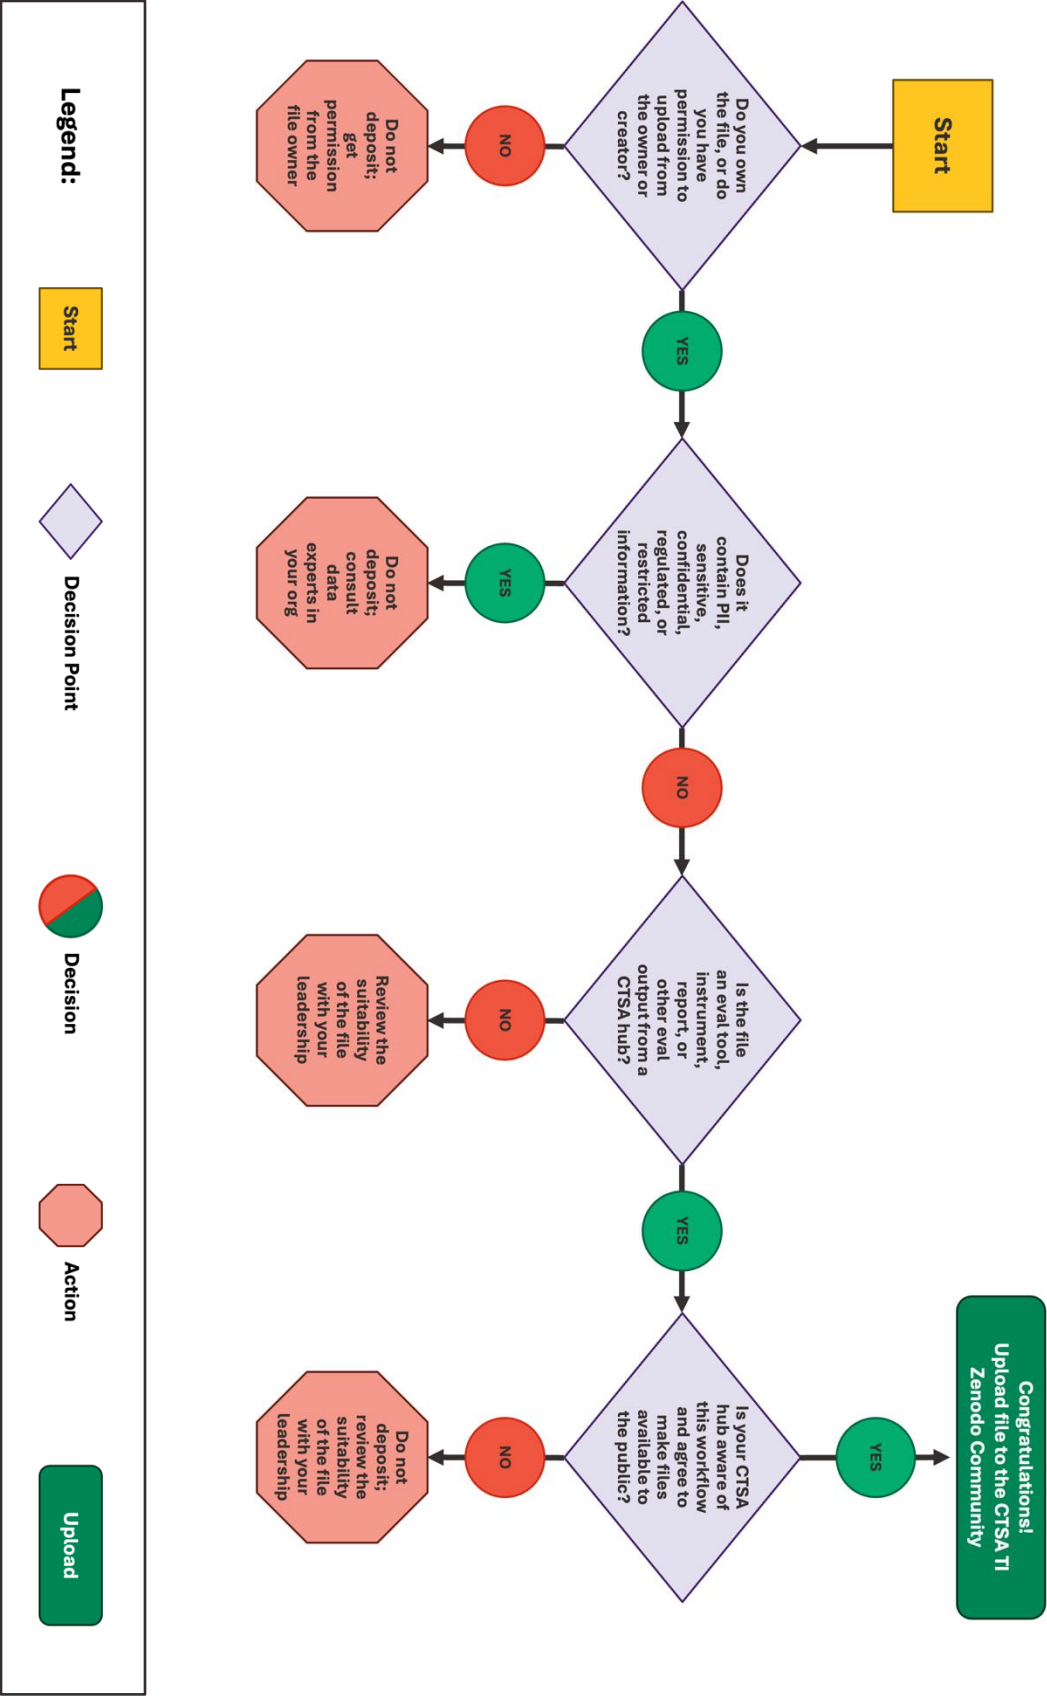 Start
Do you own
the file, or do
you have
permission to
upload from
the owner or
creator?
NO
Do not
deposit;
get
permission
from the
file owner
YES
Does it
contain PII,
sensitive,
confidential,
regulated, or
restricted
information?
YES
Do not
deposit;
consult
data
experts in
your org
NO
Is the file
an eval tool,
instrument,
report, or
other eval
output from a
CTSA hub?
NO
Review the
suitability
of the file
with your
leadership
YES
Is your CTSA
hub aware of
this workflow
and agree to
make files
available to
the public?
NO
Do not
deposit;
review the
suitability
of the file
with your
leadership
YES
Congratulations!
Upload file to the CTSA TI
Zenodo Community
Legend:
Start
Decision Point
Decision
Action
Upload